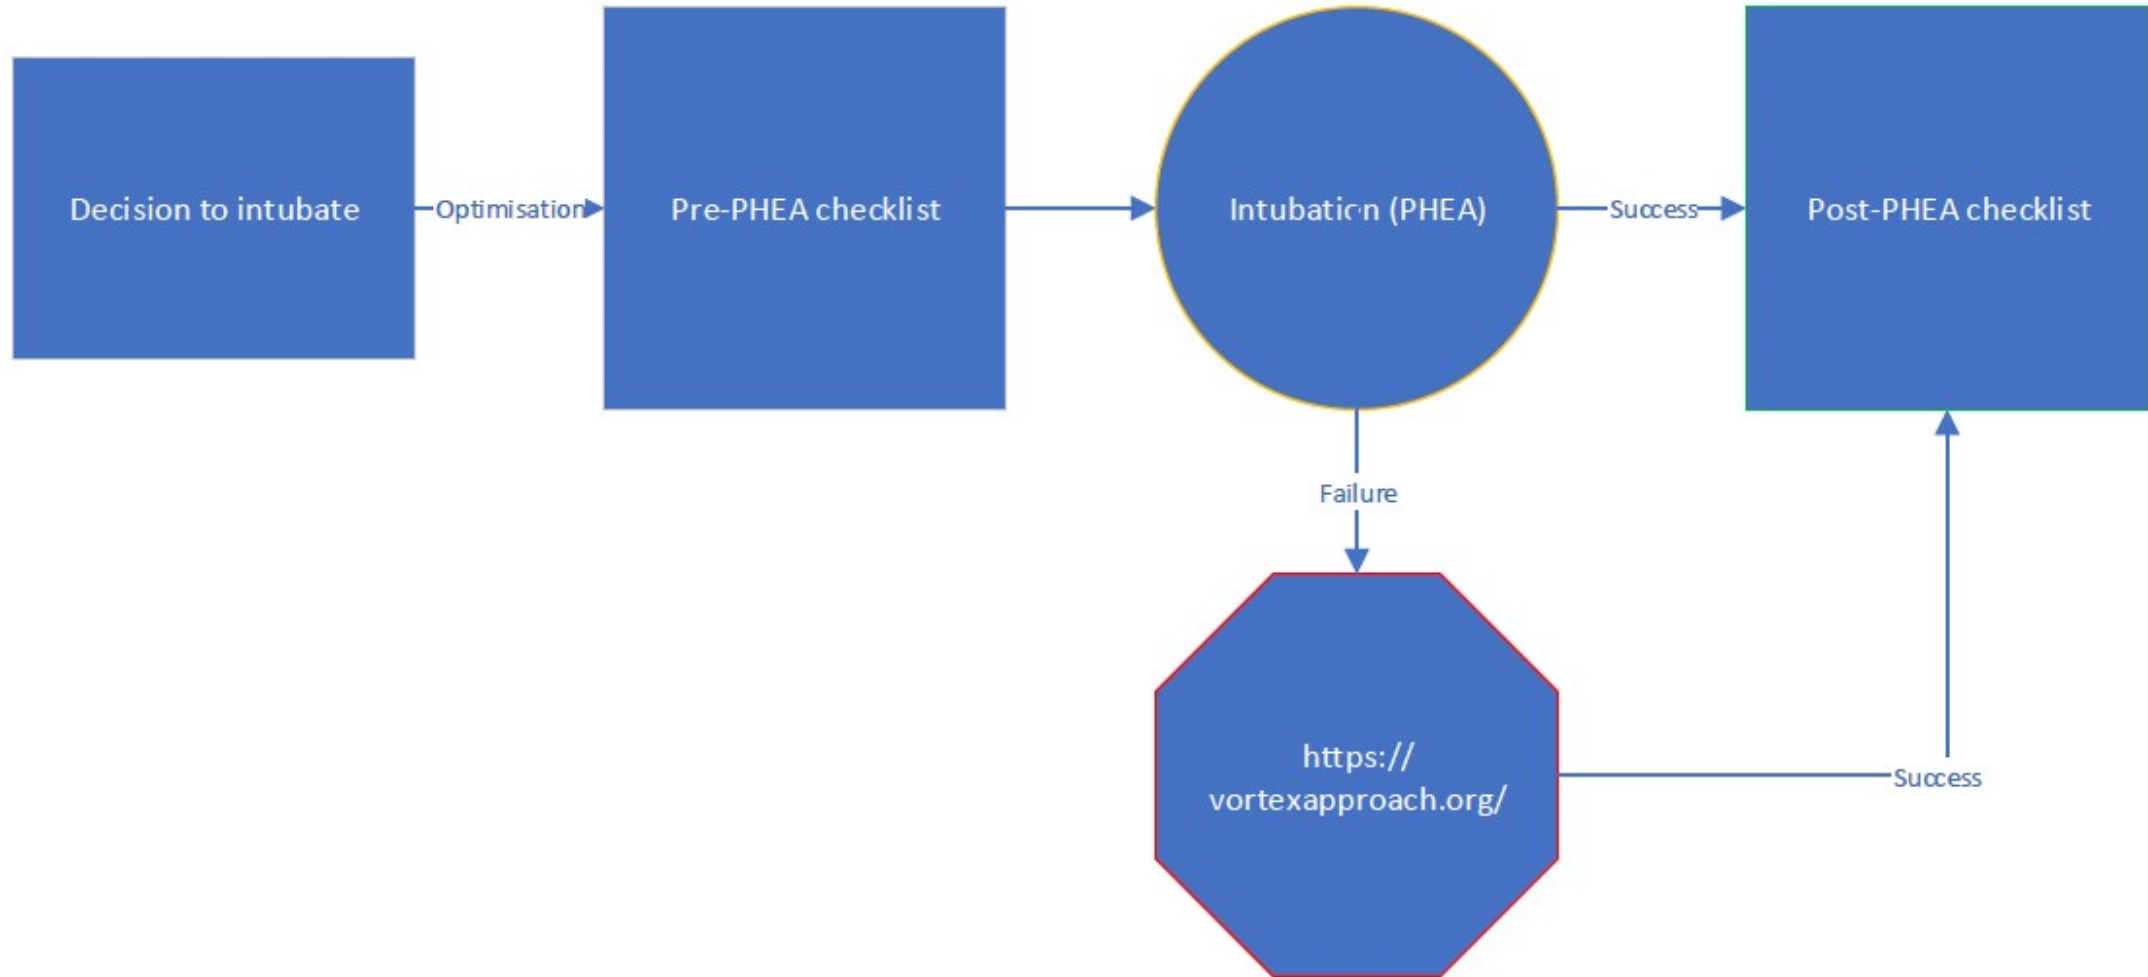 Decision to intubate
Optimisation
Pre-PHEA checklist
Intubation (PHEA)
Success
Post-PHEA checklist
Failure
https://
vortexapproach.org/
Success